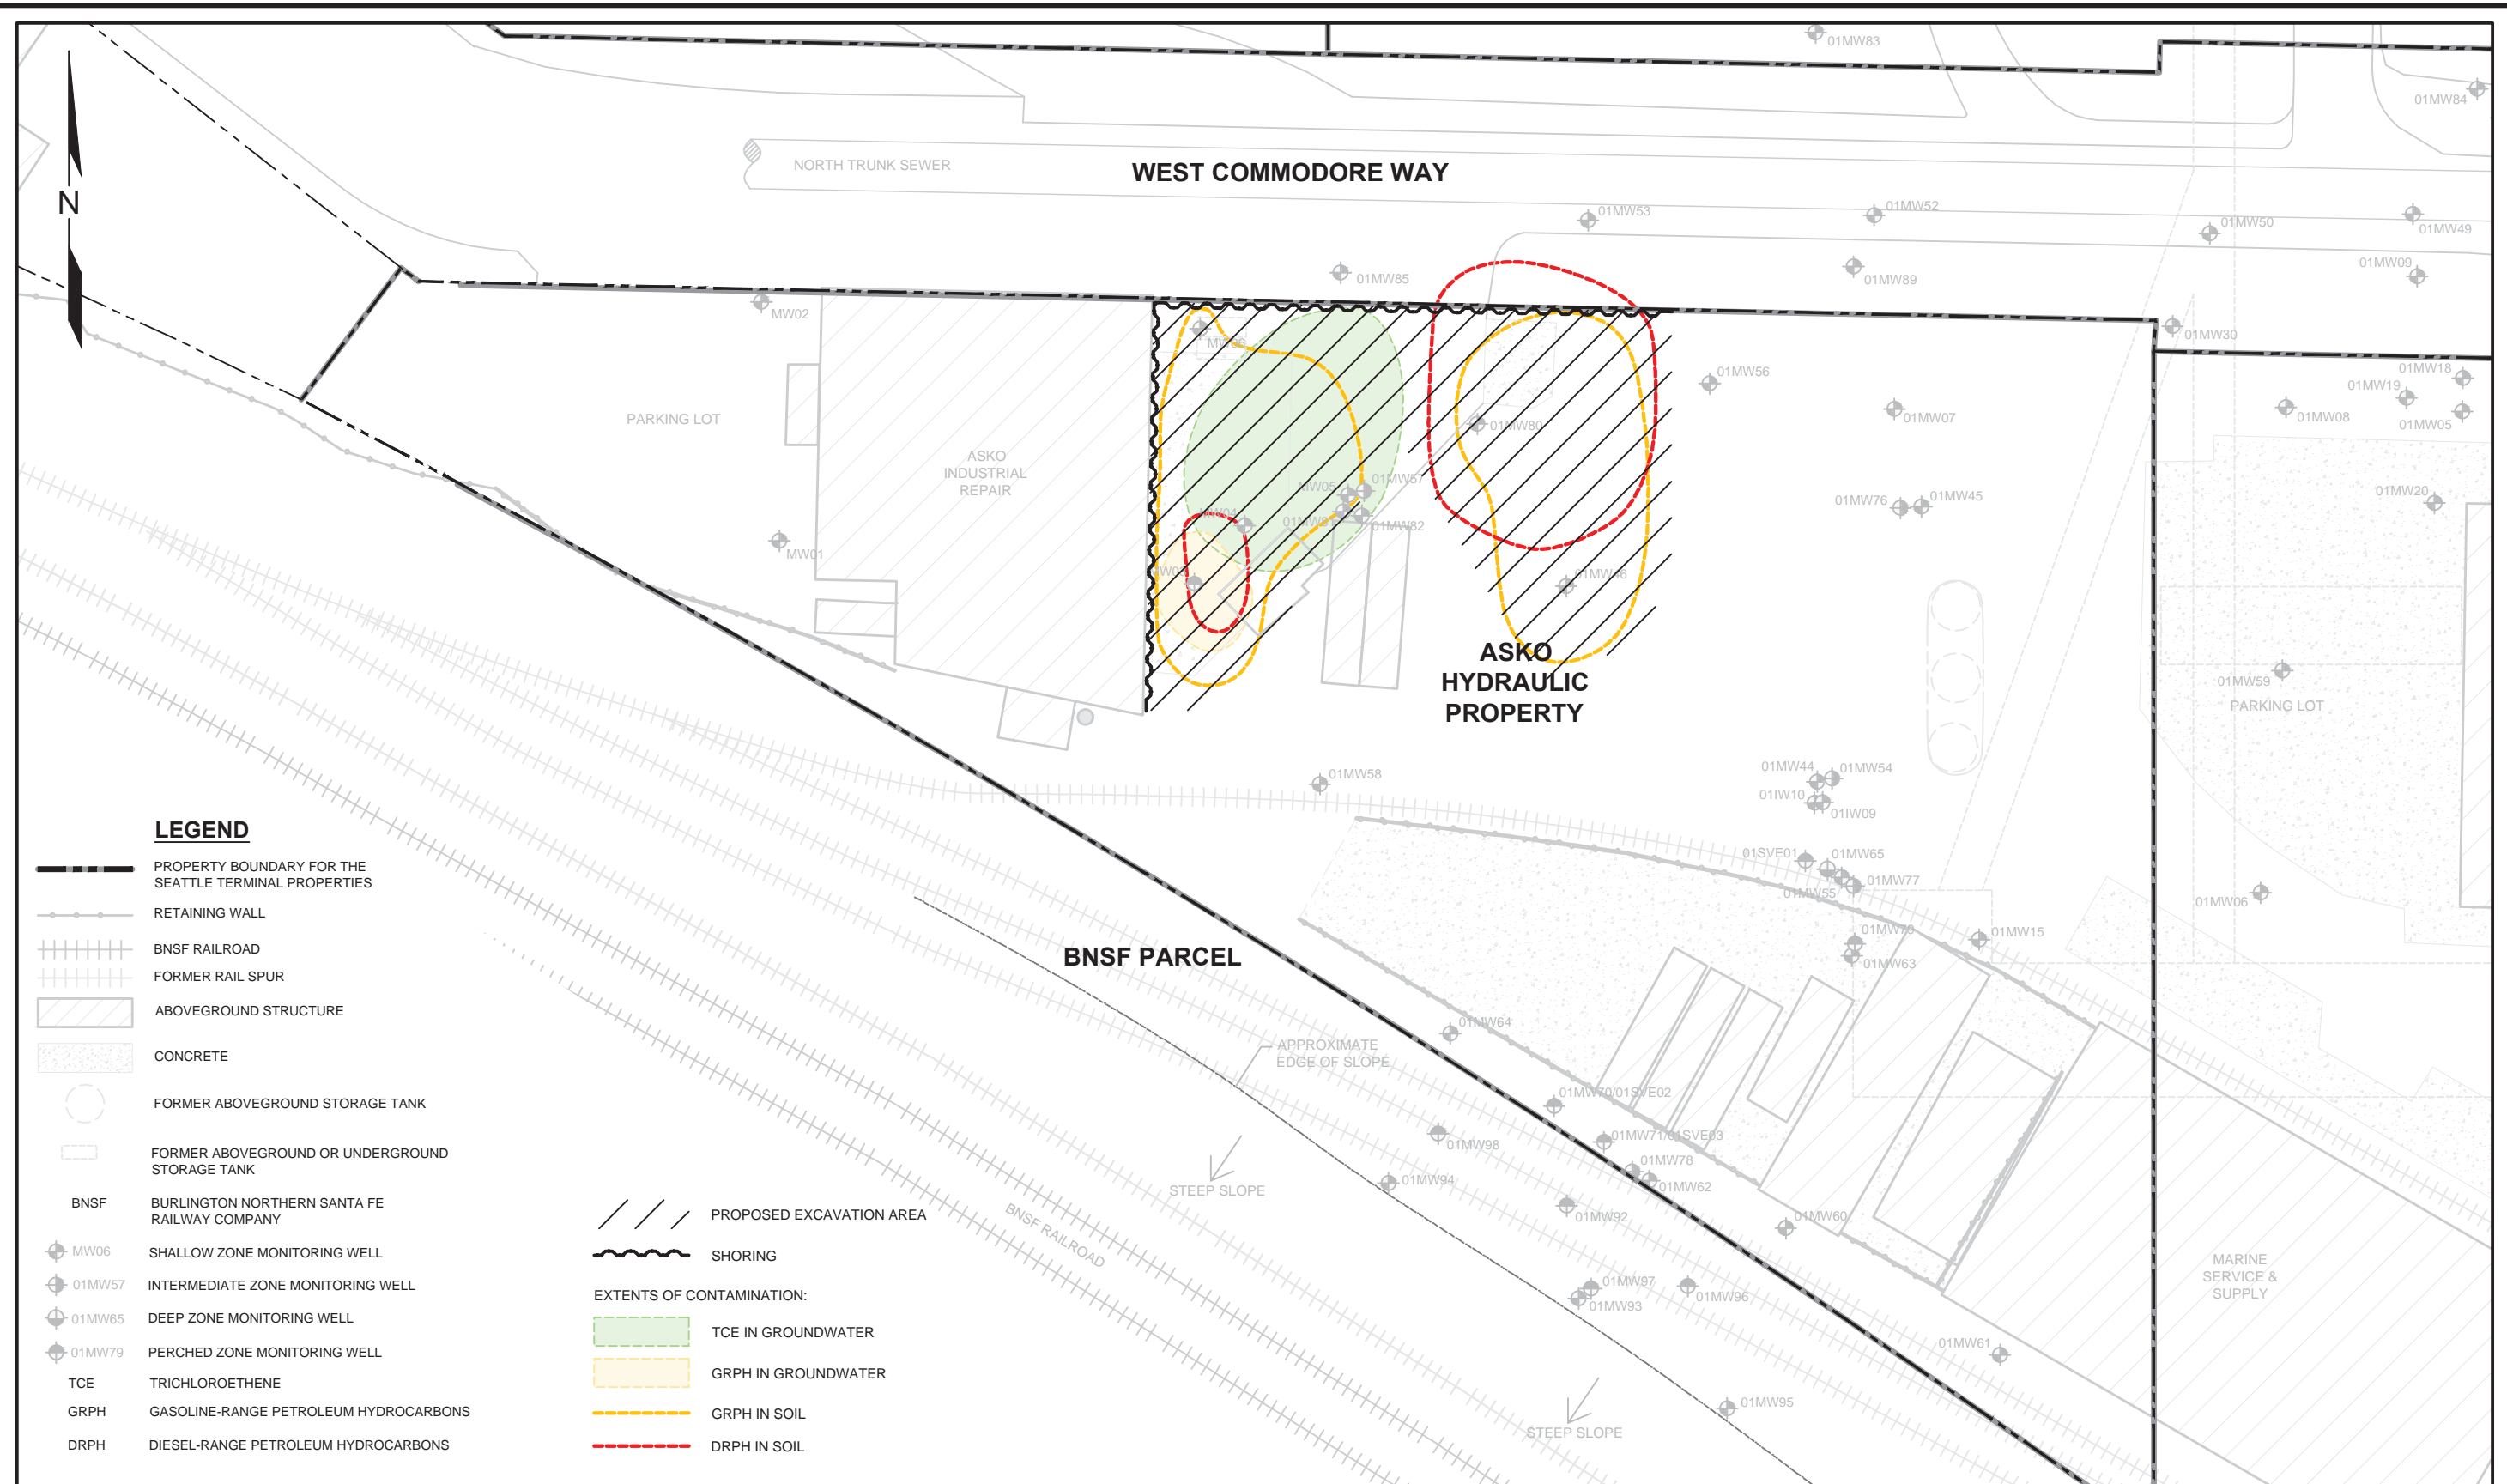 01MW83
01MW84
N
NORTH TRUNK SEWER
WEST COMMODORE WAY
01MW53
01MW52
01MW50
01MW49
01MW85
01MW89
01MW09
MW02
01MW30
MW06
01MW56
01MW18
01MW19
01MW07
01MW08
01MW05
PARKING LOT
01MW80
ASKO
INDUSTRIAL
REPAIR
MW05
01MW57
01MW76
01MW45
01MW20
MW04
01MW82
MW01
01MW46
ASKO
HYDRAULIC
PROPERTY
01MW59
PARKING LOT
01MW58
01MW44
01MW54
01IW10
01IW09
01SVE01
01MW65
01MW55
01MW77
01MW06
01MW79
01MW15
01MW63
BNSF PARCEL
01MW64
APPROXIMATE
EDGE OF SLOPE
01MW70/01SVE02
01MW98
01MW71/01SVE03
01MW78
01MW94
01MW62
STEEP SLOPE
BNSF RAILROAD
01MW92
01MW60
01MW97
01MW93
01MW96
MARINE
SERVICE &
SUPPLY
01MW61
01MW95
STEEP SLOPE
LEGEND
PROPERTY BOUNDARY FOR THE
SEATTLE TERMINAL PROPERTIES
RETAINING WALL
BNSF RAILROAD
FORMER RAIL SPUR
ABOVEGROUND STRUCTURE
CONCRETE
FORMER ABOVEGROUND STORAGE TANK
FORMER ABOVEGROUND OR UNDERGROUND
STORAGE TANK
BNSF BURLINGTON NORTHERN SANTA FE
RAILWAY COMPANY
MW06 SHALLOW ZONE MONITORING WELL
01MW57 INTERMEDIATE ZONE MONITORING WELL
01MW65 DEEP ZONE MONITORING WELL
01MW79 PERCHED ZONE MONITORING WELL
TCE TRICHLOROETHENE
GRPH GASOLINE-RANGE PETROLEUM HYDROCARBONS
DRPH DIESEL-RANGE PETROLEUM HYDROCARBONS
PROPOSED EXCAVATION AREA
SHORING
EXTENTS OF CONTAMINATION:
TCE IN GROUNDWATER
GRPH IN GROUNDWATER
GRPH IN SOIL
DRPH IN SOIL